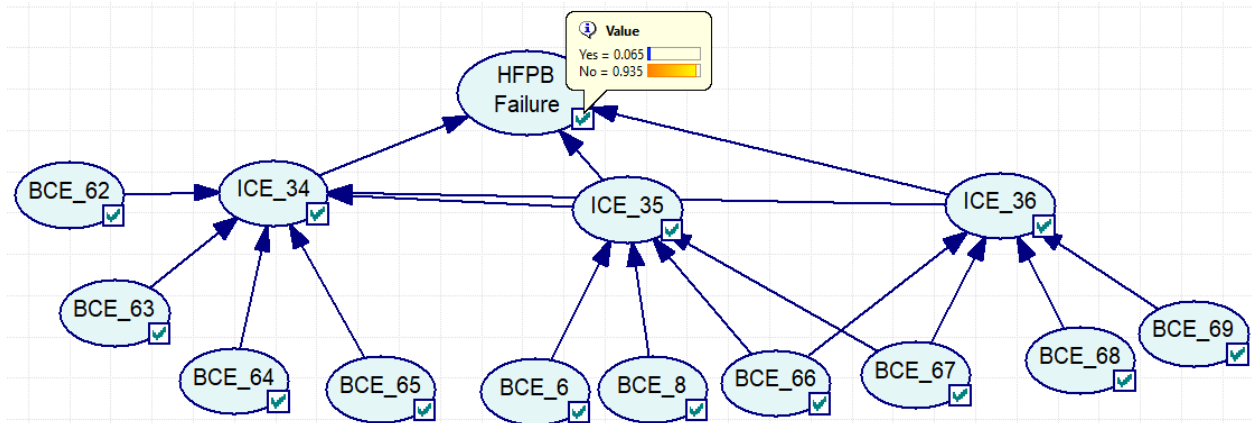 Value
Yes = 0.065
No = 0.935
HFPB
Failure
BCE_62
ICE_34
ICE_35
ICE_36
BCE_63
BCE_64
BCE_65
BCE_6
BCE_8
BCE_66
BCE_67
BCE_68
BCE_69